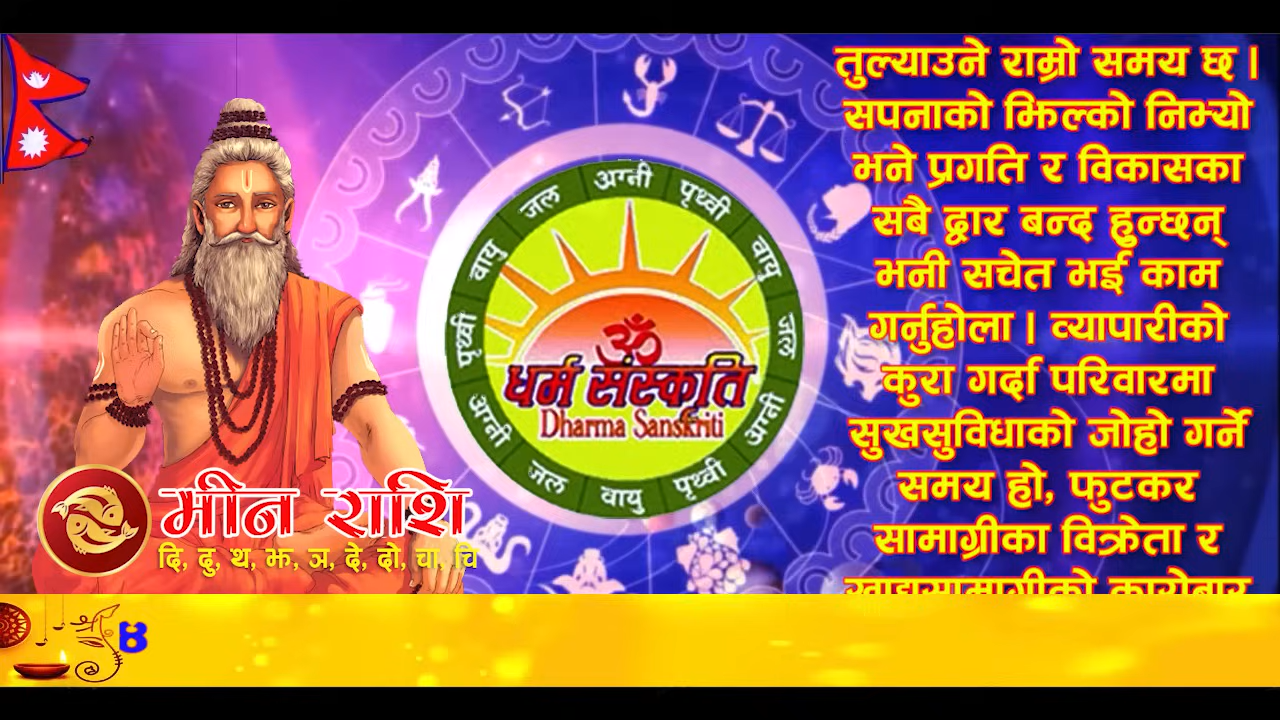 तुल्याउने राम्रो समय छ ।
सपनाको झिल्को निभ्यो
भने प्रगति र विकासका
सबै द्वार बन्द हुन्छन्
भनी सचेत भई काम
गर्नुहोला । व्यापारीको
कुरा गर्दा परिवारमा
सुखसुविधाको जोहो गर्ने
समय हो, फुटकर
सामाग्रीका विक्रेता र
खाद्यसामाग्रीको कारोबार
जल अग्नी पृथ्वी वायु जल अग्नी पृथ्वी वायु जल अग्नी पृथ्वी वायु
ॐ
धर्म संस्कृति
Dharma Sanskriti
मीन राशि
दि, दु, थ, झ, ञ, दे, दो, चा, चि
श्री